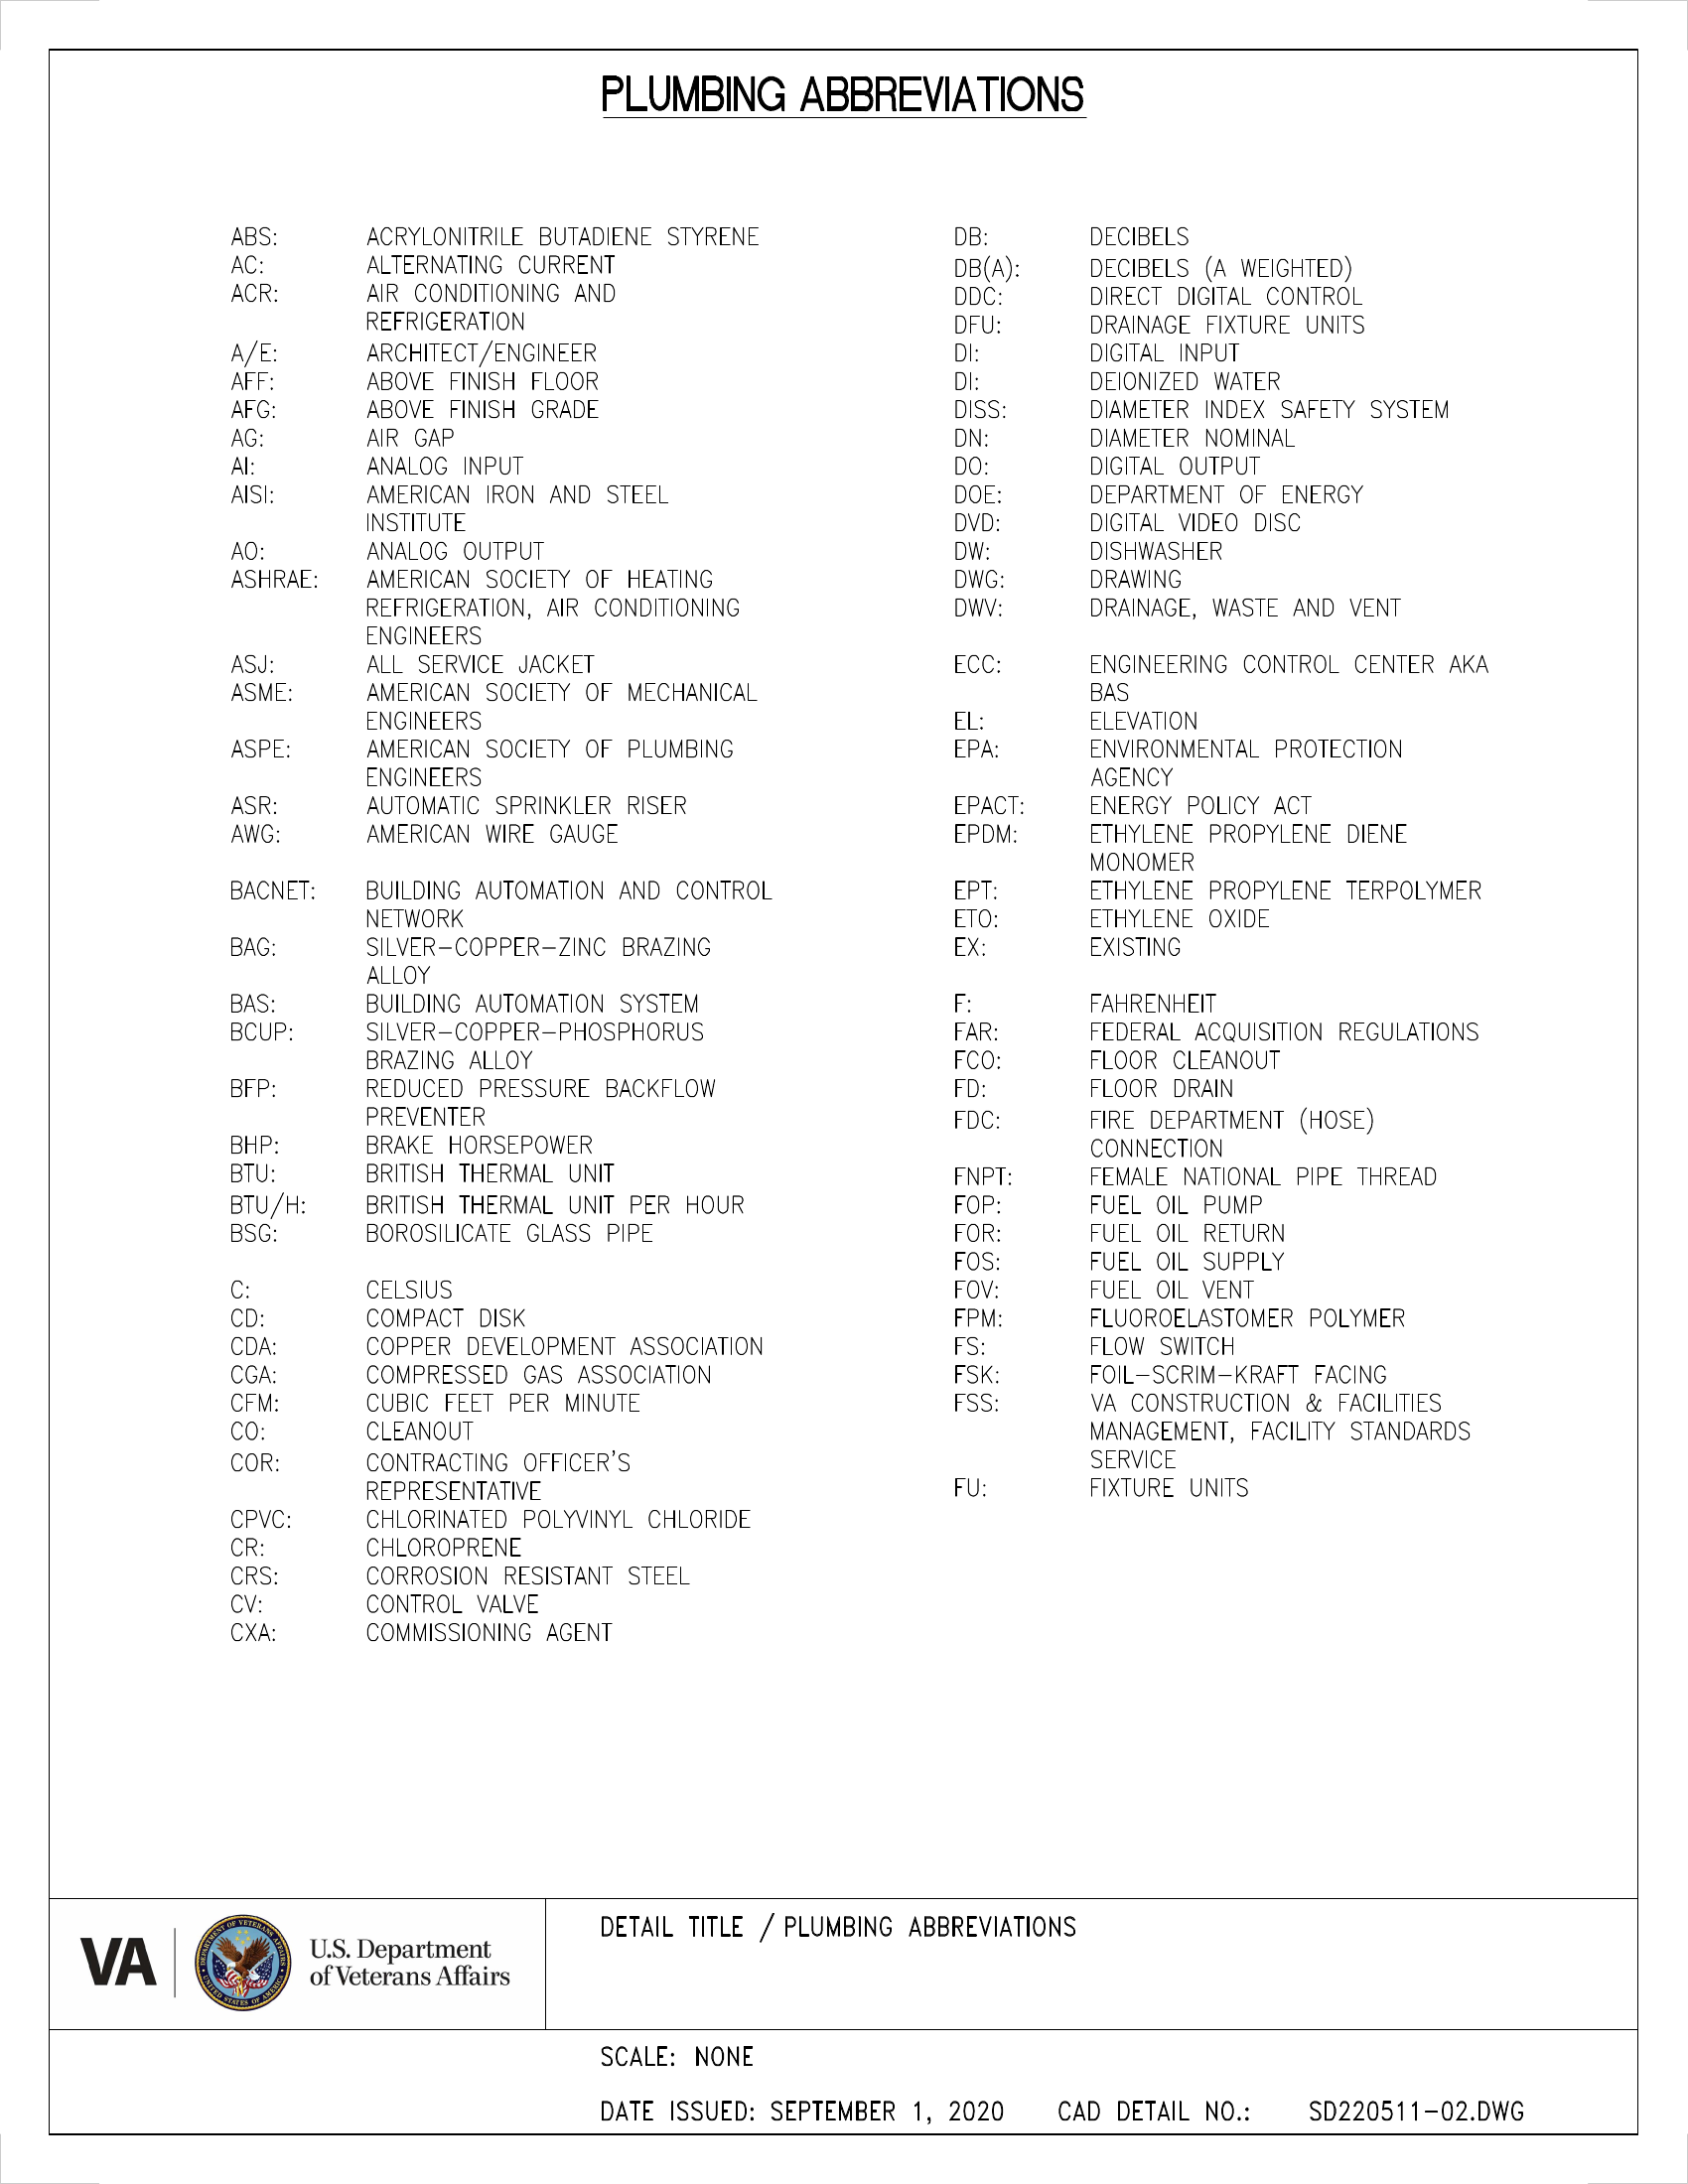 PLUMBING ABBREVIATIONS
ABS: ACRYLONITRILE BUTADIENE STYRENE
AC: ALTERNATING CURRENT
ACR: AIR CONDITIONING AND
REFRIGERATION
A/E: ARCHITECT/ENGINEER
AFF: ABOVE FINISH FLOOR
AFG: ABOVE FINISH GRADE
AG: AIR GAP
AI: ANALOG INPUT
AISI: AMERICAN IRON AND STEEL
INSTITUTE
AO: ANALOG OUTPUT
ASHRAE: AMERICAN SOCIETY OF HEATING
REFRIGERATION, AIR CONDITIONING
ENGINEERS
ASJ: ALL SERVICE JACKET
ASME: AMERICAN SOCIETY OF MECHANICAL
ENGINEERS
ASPE: AMERICAN SOCIETY OF PLUMBING
ENGINEERS
ASR: AUTOMATIC SPRINKLER RISER
AWG: AMERICAN WIRE GAUGE
BACNET: BUILDING AUTOMATION AND CONTROL
NETWORK
BAG: SILVER-COPPER-ZINC BRAZING
ALLOY
BAS: BUILDING AUTOMATION SYSTEM
BCUP: SILVER-COPPER-PHOSPHORUS
BRAZING ALLOY
BFP: REDUCED PRESSURE BACKFLOW
PREVENTER
BHP: BRAKE HORSEPOWER
BTU: BRITISH THERMAL UNIT
BTU/H: BRITISH THERMAL UNIT PER HOUR
BSG: BOROSILICATE GLASS PIPE
C: CELSIUS
CD: COMPACT DISK
CDA: COPPER DEVELOPMENT ASSOCIATION
CGA: COMPRESSED GAS ASSOCIATION
CFM: CUBIC FEET PER MINUTE
CO: CLEANOUT
COR: CONTRACTING OFFICER'S
REPRESENTATIVE
CPVC: CHLORINATED POLYVINYL CHLORIDE
CR: CHLOROPRENE
CRS: CORROSION RESISTANT STEEL
CV: CONTROL VALVE
CXA: COMMISSIONING AGENT
DB: DECIBELS
DB(A): DECIBELS (A WEIGHTED)
DDC: DIRECT DIGITAL CONTROL
DFU: DRAINAGE FIXTURE UNITS
DI: DIGITAL INPUT
DI: DEIONIZED WATER
DISS: DIAMETER INDEX SAFETY SYSTEM
DN: DIAMETER NOMINAL
DO: DIGITAL OUTPUT
DOE: DEPARTMENT OF ENERGY
DVD: DIGITAL VIDEO DISC
DW: DISHWASHER
DWG: DRAWING
DWV: DRAINAGE, WASTE AND VENT
ECC: ENGINEERING CONTROL CENTER AKA
BAS
EL: ELEVATION
EPA: ENVIRONMENTAL PROTECTION
AGENCY
EPACT: ENERGY POLICY ACT
EPDM: ETHYLENE PROPYLENE DIENE
MONOMER
EPT: ETHYLENE PROPYLENE TERPOLYMER
ETO: ETHYLENE OXIDE
EX: EXISTING
F: FAHRENHEIT
FAR: FEDERAL ACQUISITION REGULATIONS
FCO: FLOOR CLEANOUT
FD: FLOOR DRAIN
FDC: FIRE DEPARTMENT (HOSE)
CONNECTION
FNPT: FEMALE NATIONAL PIPE THREAD
FOP: FUEL OIL PUMP
FOR: FUEL OIL RETURN
FOS: FUEL OIL SUPPLY
FOV: FUEL OIL VENT
FPM: FLUOROELASTOMER POLYMER
FS: FLOW SWITCH
FSK: FOIL-SCRIM-KRAFT FACING
FSS: VA CONSTRUCTION & FACILITIES
MANAGEMENT, FACILITY STANDARDS
SERVICE
FU: FIXTURE UNITS
VA
DEPARTMENT OF VETERANS AFFAIRS
UNITED STATES OF AMERICA
U.S. Department
of Veterans Affairs
DETAIL TITLE / PLUMBING ABBREVIATIONS
SCALE: NONE
DATE ISSUED: SEPTEMBER 1, 2020 CAD DETAIL NO.: SD220511-02.DWG